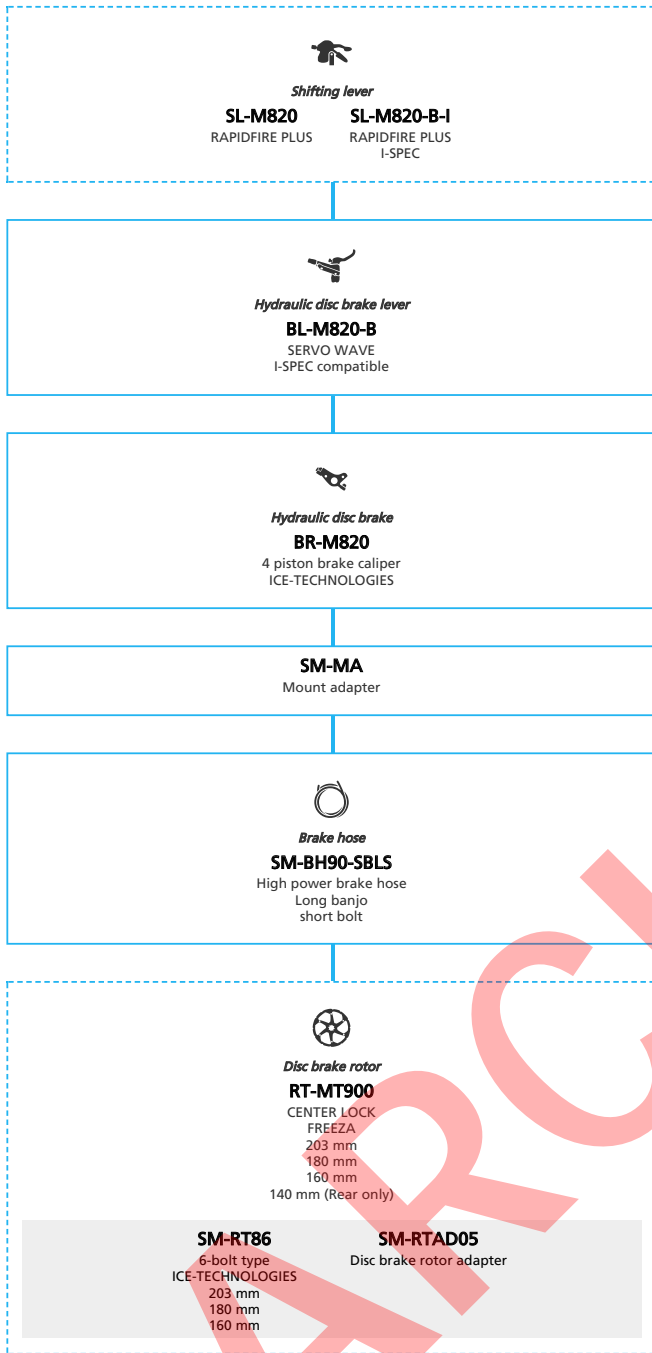 Shifting lever
SL-M820 SL-M820-B-I
RAPIDFIRE PLUS RAPIDFIRE PLUS
I-SPEC
Hydraulic disc brake lever
BL-M820-B
SERVO WAVE
I-SPEC compatible
Hydraulic disc brake
BR-M820
4 piston brake caliper
ICE-TECHNOLOGIES
SM-MA
Mount adapter
Brake hose
SM-BH90-SBLS
High power brake hose
Long banjo
short bolt
Disc brake rotor
RT-MT900
CENTER LOCK
FREEZA
203 mm
180 mm
160 mm
140 mm (Rear only)
SM-RT86 SM-RTAD05
6-bolt type Disc brake rotor adapter
ICE-TECHNOLOGIES
203 mm
180 mm
160 mm